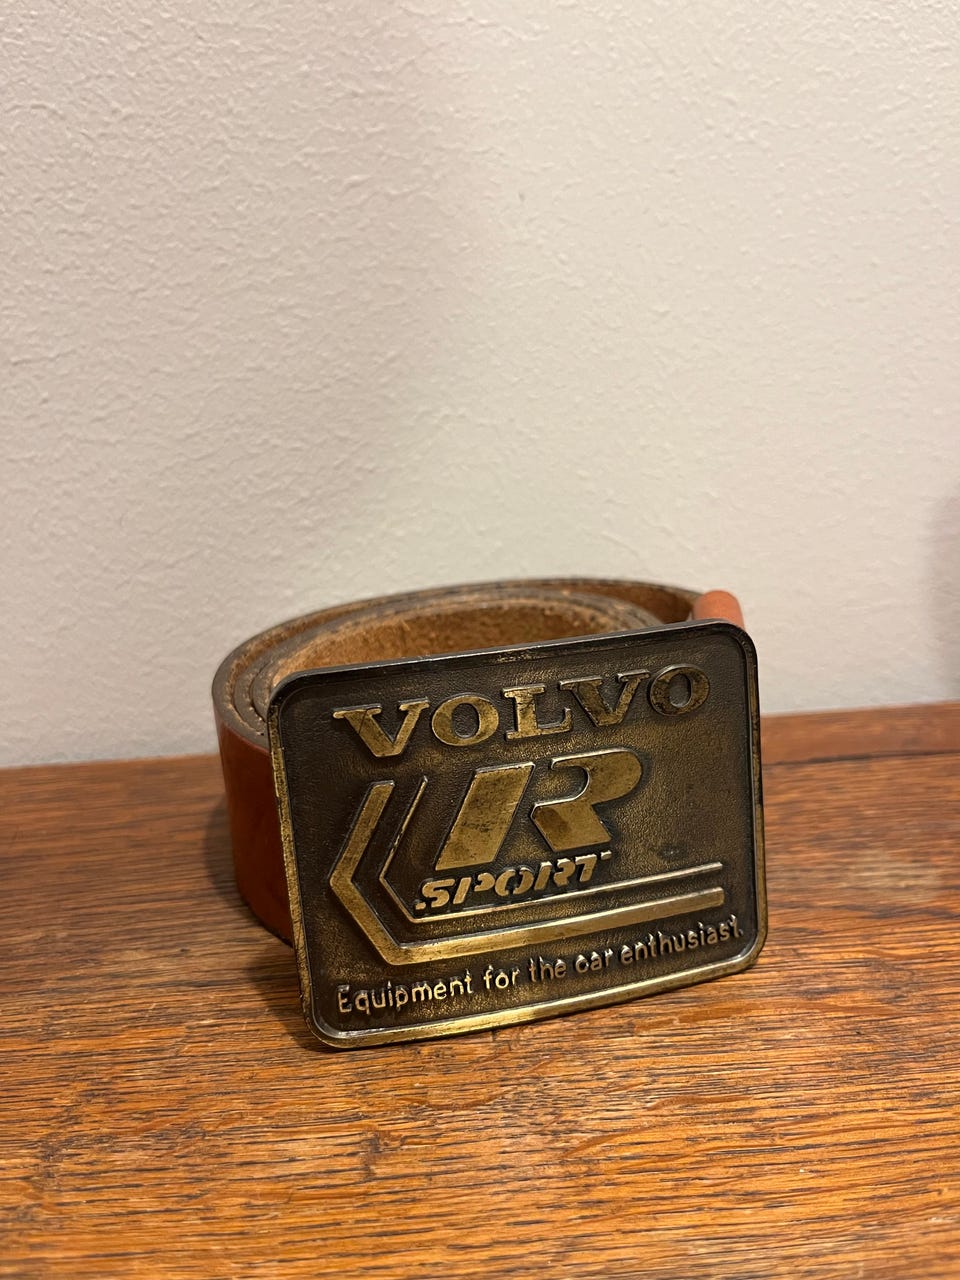 VOLVO
R
SPORT
Equipment for the car enthusiast.